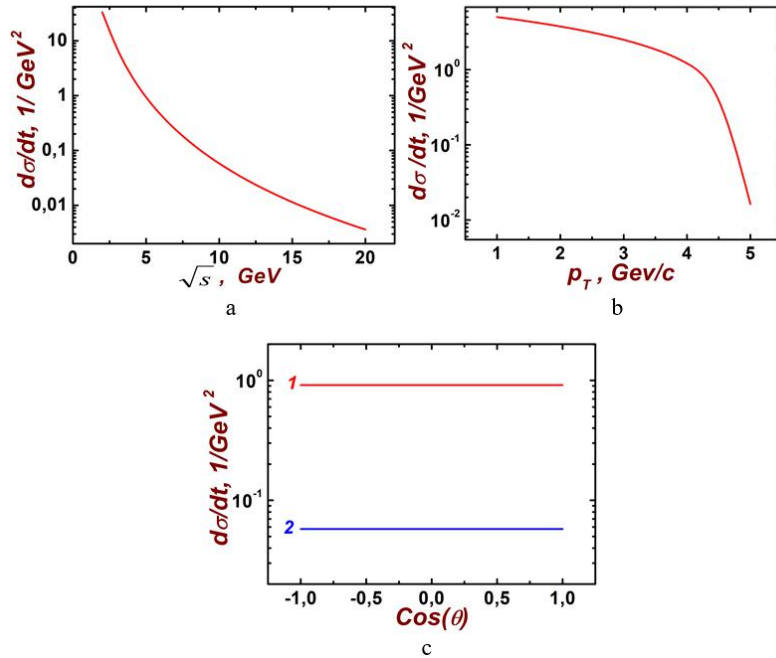 10
1
0,1
0,01
dσ/dt, 1/ GeV²
0 5 10 15 20
√s , GeV
a
10⁰
10⁻¹
10⁻²
dσ/dt, 1/GeV²
1 2 3 4 5
p_T , Gev/c
b
10⁰
10⁻¹
dσ/dt, 1/GeV²
1
2
-1,0 -0,5 0,0 0,5 1,0
Cos(θ)
c